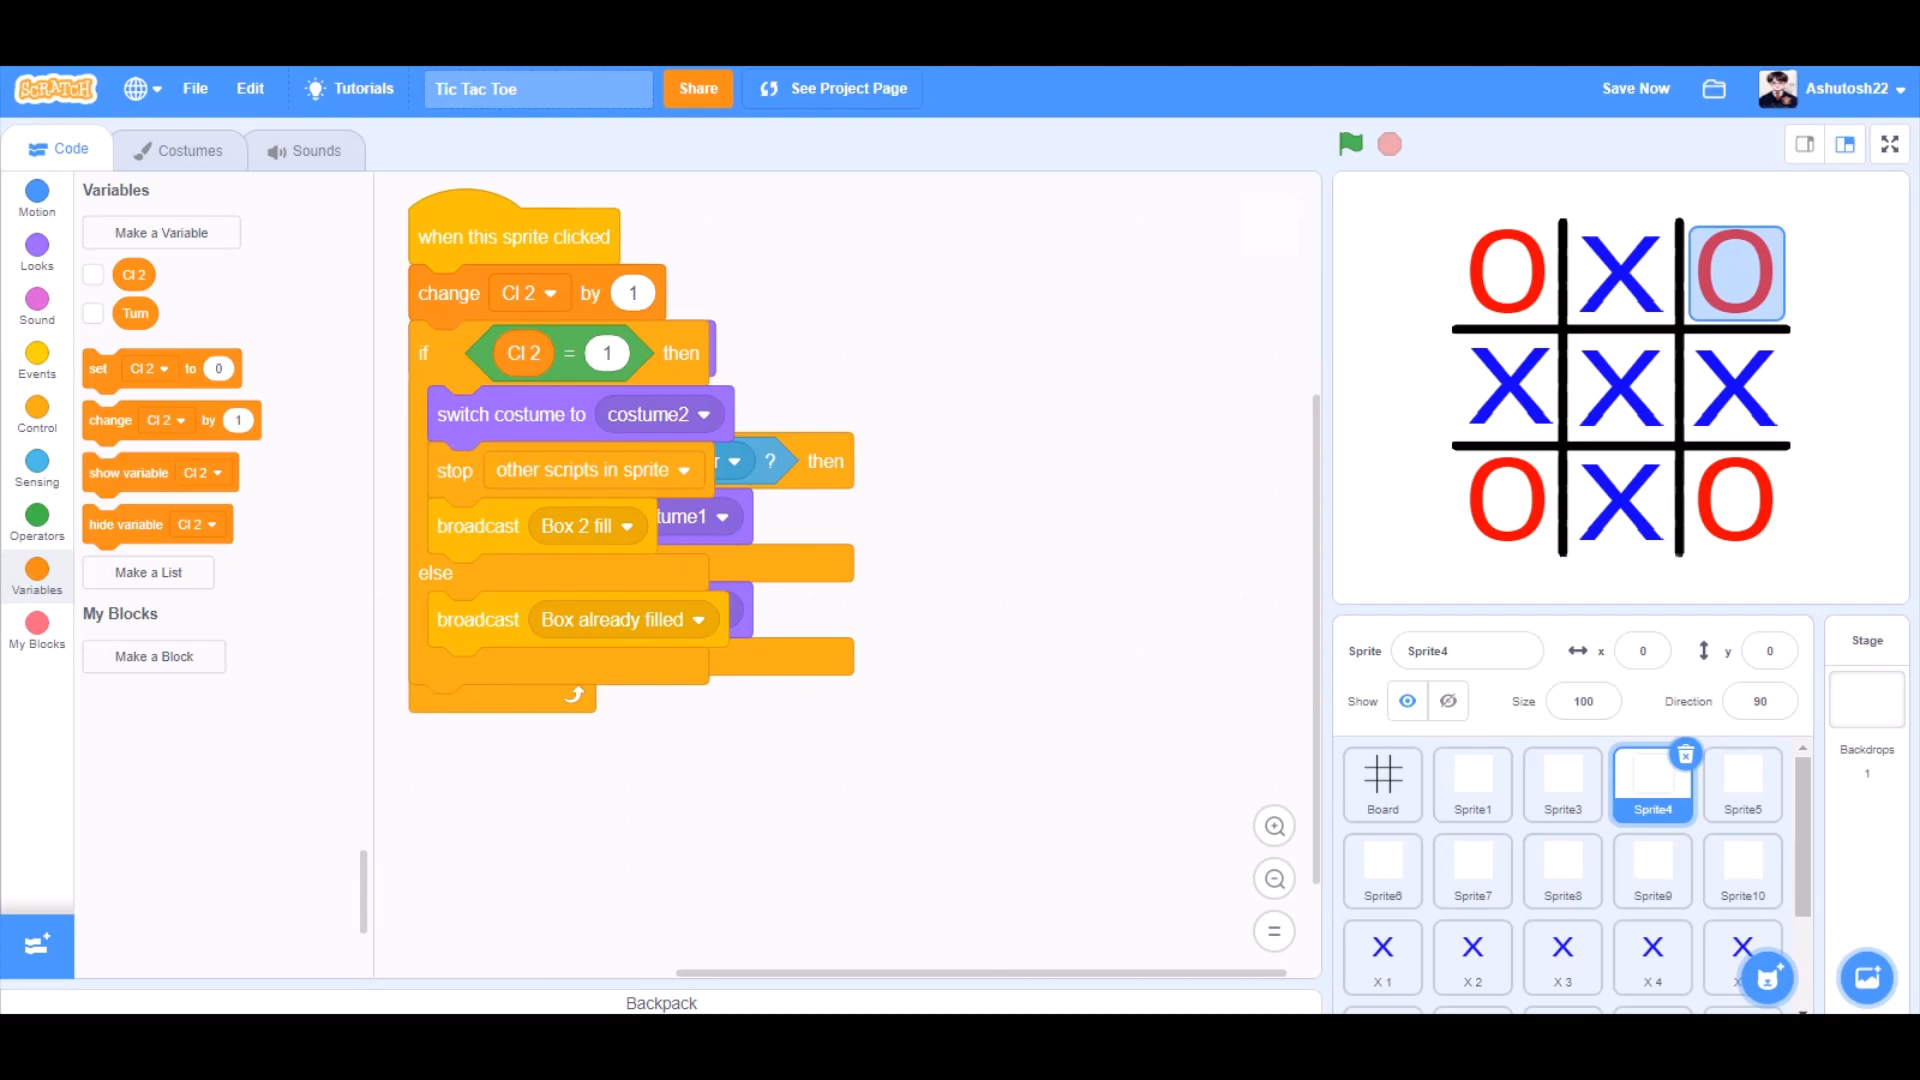 SCRATCH File Edit Tutorials Tic Tac Toe Share See Project Page Save Now Ashutosh22
Code Costumes Sounds
Motion
Looks
Sound
Events
Control
Sensing
Operators
Variables
My Blocks
Variables
Make a Variable
Cl 2
Turn
set Cl 2 to 0
change Cl 2 by 1
show variable Cl 2
hide variable Cl 2
Make a List
My Blocks
Make a Block
when this sprite clicked
change Cl 2 by 1
if Cl 2 = 1 then
switch costume to costume2
stop other scripts in sprite r ? then
broadcast Box 2 fill tume1
else
broadcast Box already filled
=
Backpack
O X O
X X X
O X O
Sprite Sprite4 x 0 y 0
Show Size 100 Direction 90
Board Sprite1 Sprite3 Sprite4 Sprite5
Sprite6 Sprite7 Sprite8 Sprite9 Sprite10
X X X X X
X 1 X 2 X 3 X 4 X
Stage
Backdrops
1